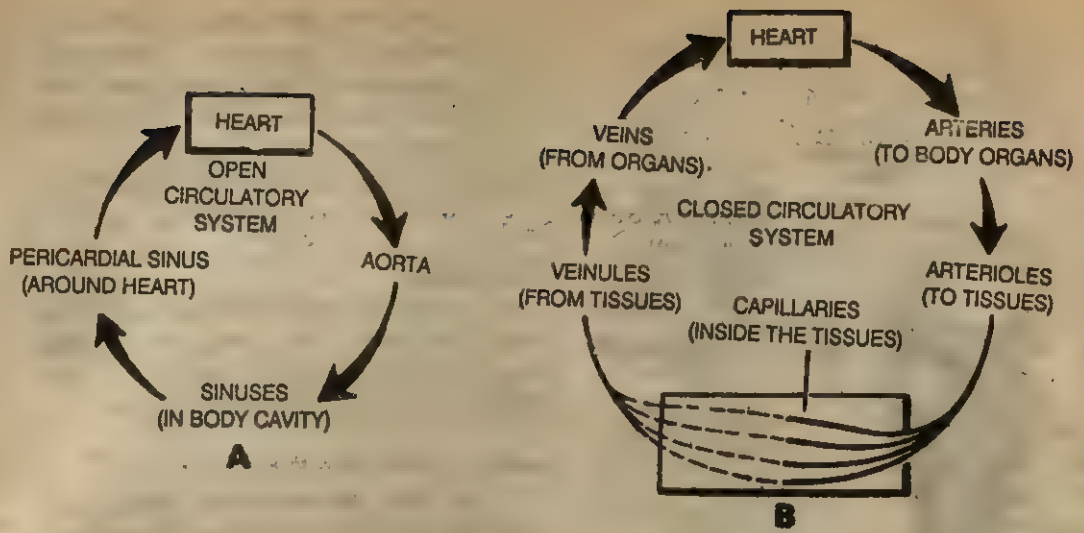 HEART
OPEN
CIRCULATORY
SYSTEM
PERICARDIAL SINUS
(AROUND HEART)
AORTA
SINUSES
(IN BODY CAVITY)
A
HEART
VEINS
(FROM ORGANS)
ARTERIES
(TO BODY ORGANS)
CLOSED CIRCULATORY
SYSTEM
VEINULES
(FROM TISSUES)
ARTERIOLES
(TO TISSUES)
CAPILLARIES
(INSIDE THE TISSUES)
B